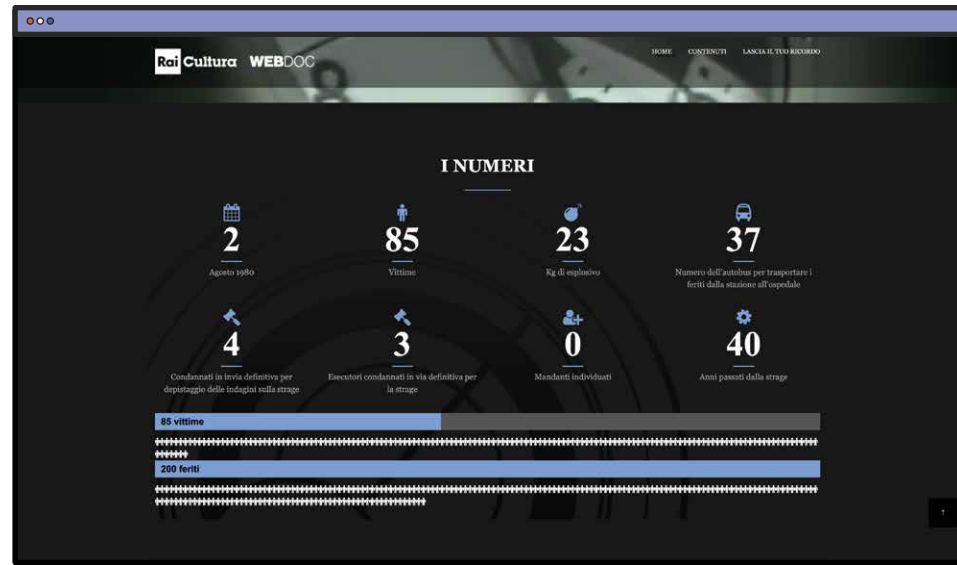 Rai Cultura WEBDOC
HOME CONTENUTI LASCIA IL TUO RICORDO
I NUMERI
2
Agosto 1980
85
Vittime
23
Kg di esplosivo
37
Numero dell'autobus per trasportare i
feriti dalla stazione all'ospedale
4
Condannati in invia definitiva per
depistaggio delle indagini sulla strage
3
Esecutori condannati in via definitiva per
la strage
0
Mandanti individuati
40
Anni passati dalla strage
85 vittime
200 feriti